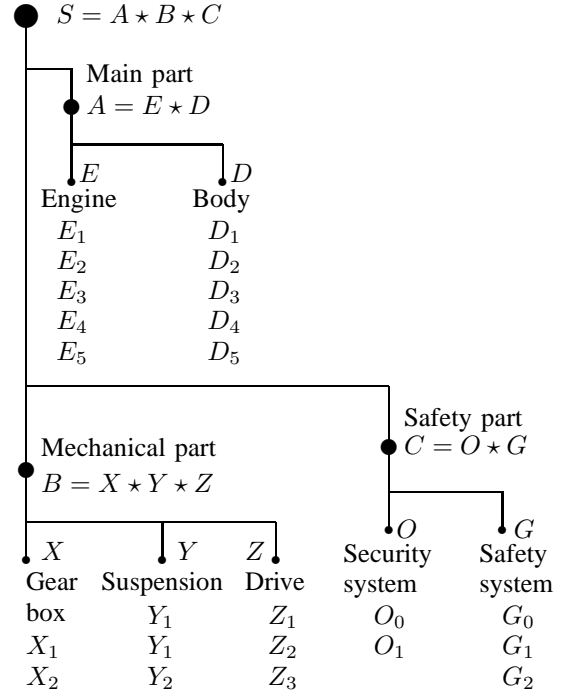 S = A ⋆ B ⋆ C
Main part
A = E ⋆ D
E D
Engine Body
E₁ D₁
E₂ D₂
E₃ D₃
E₄ D₄
E₅ D₅
Safety part
C = O ⋆ G
Mechanical part
B = X ⋆ Y ⋆ Z
O G
X Y Z
Security Safety
system system
Gear Suspension Drive
box Y₁ Z₁ O₀ G₀
X₁ Y₁ Z₂ O₁ G₁
X₂ Y₂ Z₃ G₂